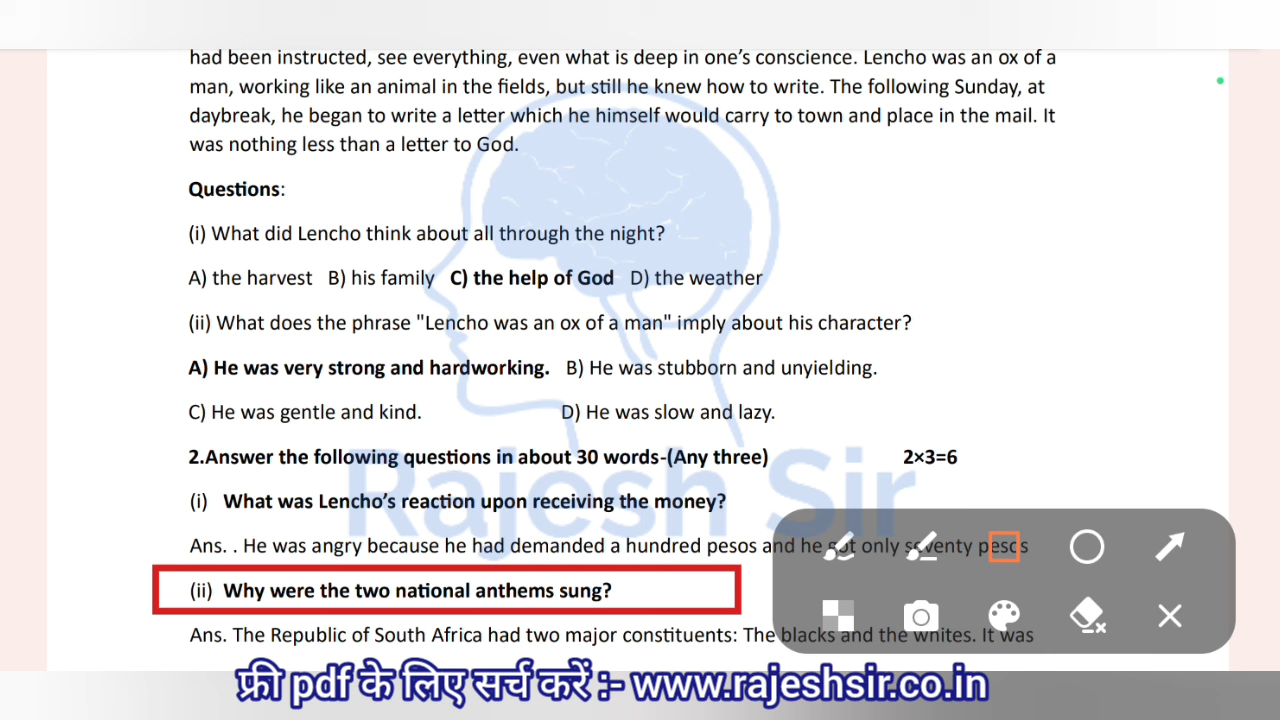 had been instructed, see everything, even what is deep in one’s conscience. Lencho was an ox of a
man, working like an animal in the fields, but still he knew how to write. The following Sunday, at
daybreak, he began to write a letter which he himself would carry to town and place in the mail. It
was nothing less than a letter to God.
Questions:
(i) What did Lencho think about all through the night?
A) the harvest B) his family C) the help of God D) the weather
(ii) What does the phrase "Lencho was an ox of a man" imply about his character?
A) He was very strong and hardworking. B) He was stubborn and unyielding.
C) He was gentle and kind. D) He was slow and lazy.
2.Answer the following questions in about 30 words-(Any three) 2×3=6
(i) What was Lencho’s reaction upon receiving the money?
Ans. . He was angry because he had demanded a hundred pesos and he got only seventy pesos
(ii) Why were the two national anthems sung?
Ans. The Republic of South Africa had two major constituents: The blacks and the whites. It was
Rajesh Sir
फ्री pdf के लिए सर्च करें :- www.rajeshsir.co.in